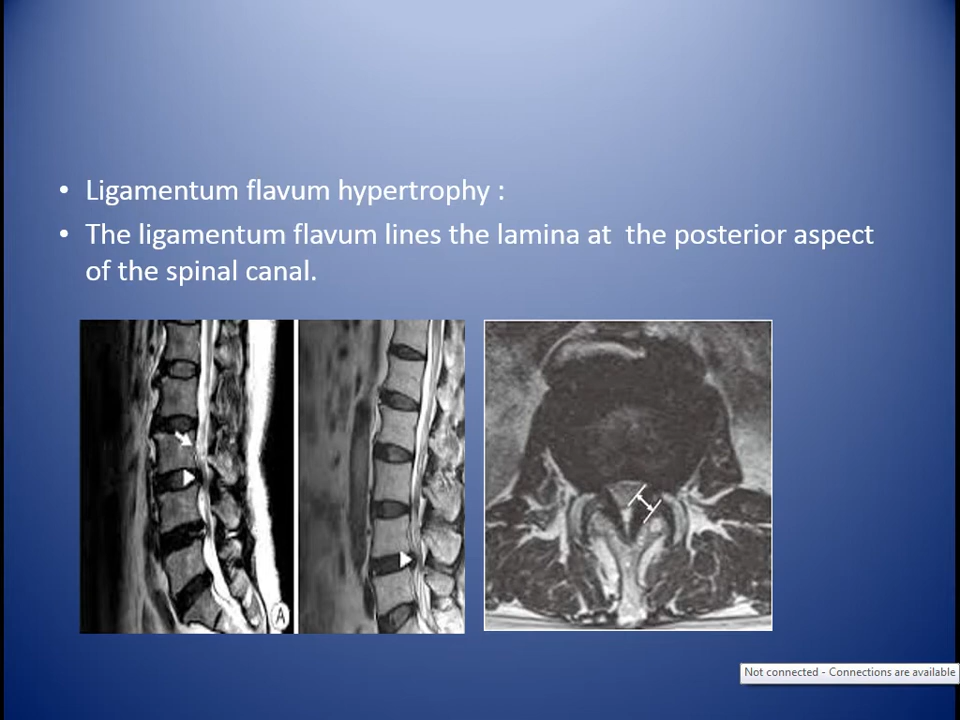 • Ligamentum flavum hypertrophy :
• The ligamentum flavum lines the lamina at  the posterior aspect
of the spinal canal.
A
Not connected - Connections are available